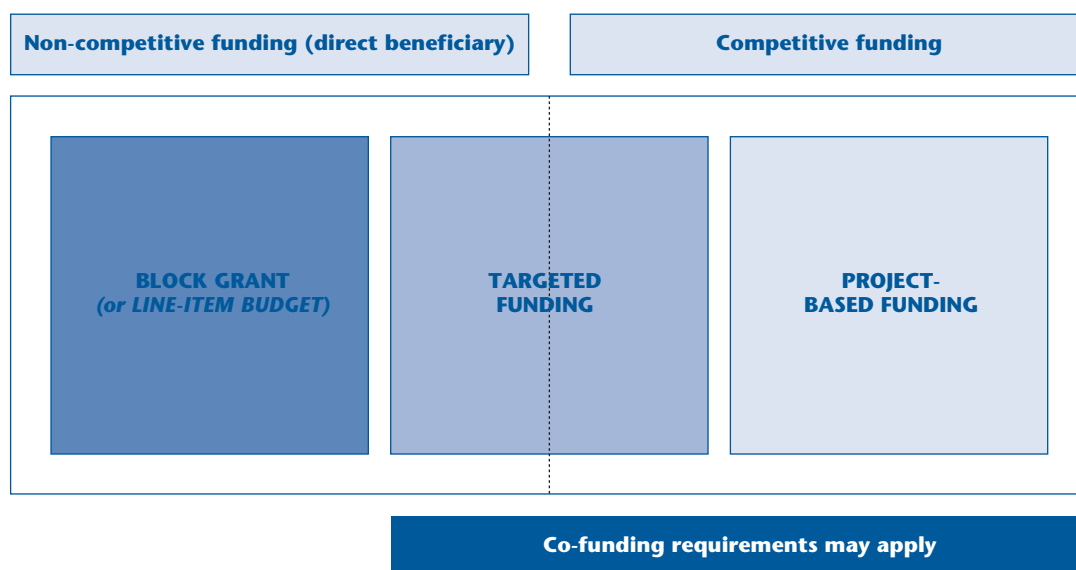 Non-competitive funding (direct beneficiary)
Competitive funding
BLOCK GRANT
(or LINE-ITEM BUDGET)
TARGETED
FUNDING
PROJECT-
BASED FUNDING
Co-funding requirements may apply